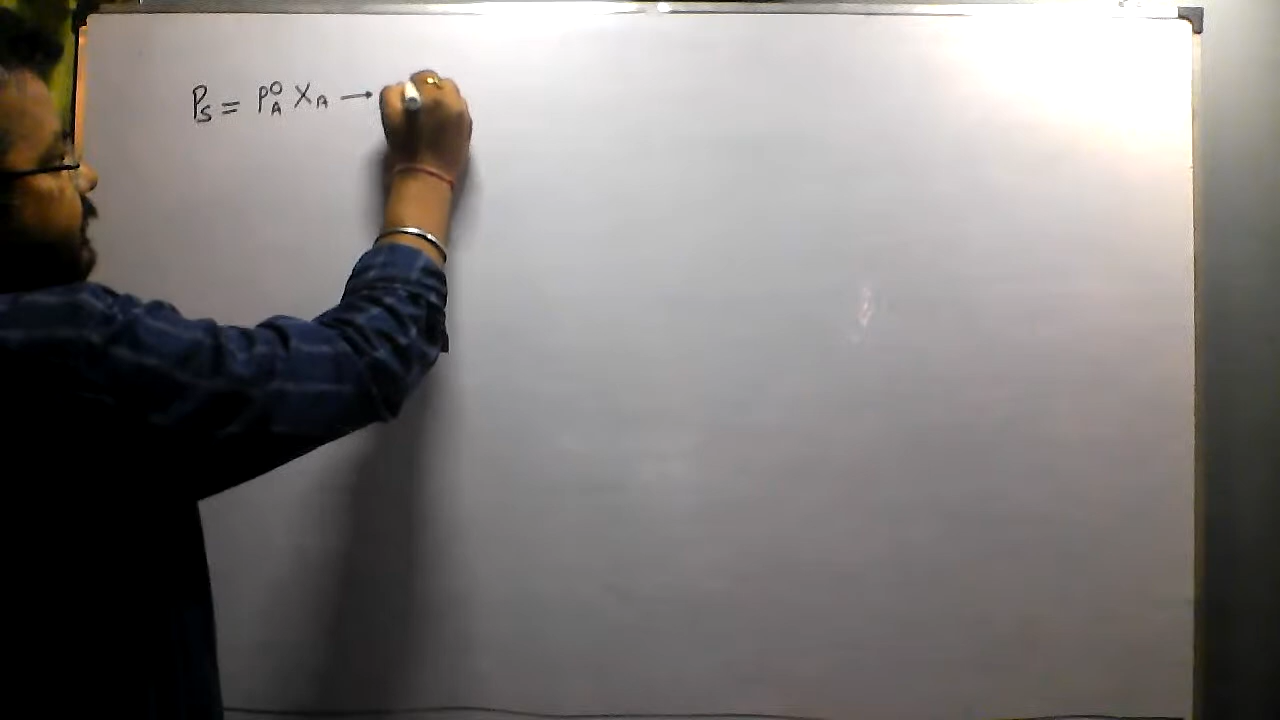 Ps = P°A XA →